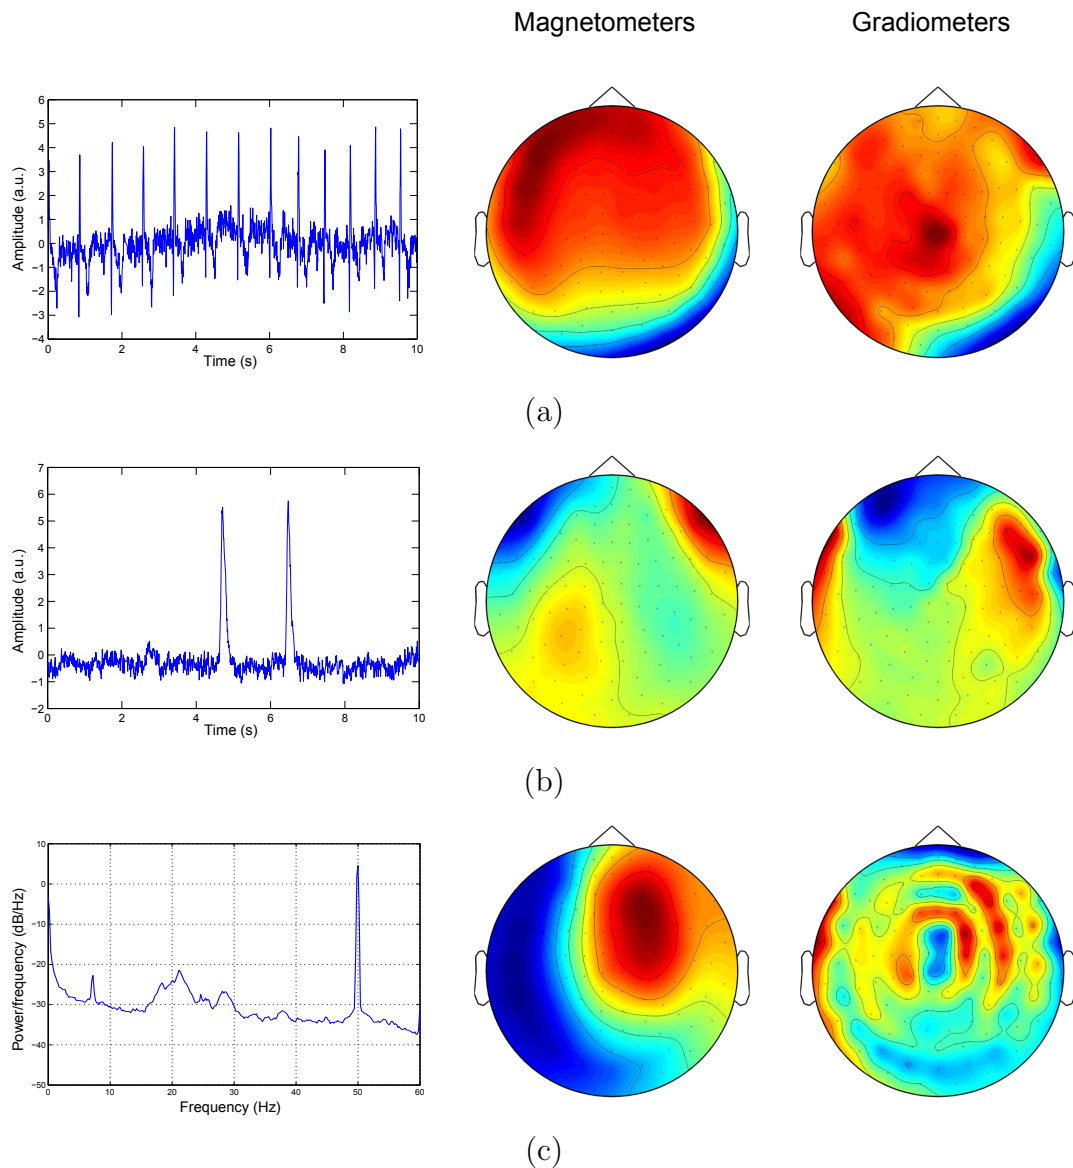 Magnetometers Gradiometers
6
5
4
3
2
1
0
−1
−2
−3
−4
Amplitude (a.u.)
0 2 4 6 8 10
Time (s)
(a)
7
6
5
4
3
2
1
0
−1
−2
Amplitude (a.u.)
0 2 4 6 8 10
Time (s)
(b)
10
0
−10
−20
−30
−40
−50
Power/frequency (dB/Hz)
0 10 20 30 40 50 60
Frequency (Hz)
(c)